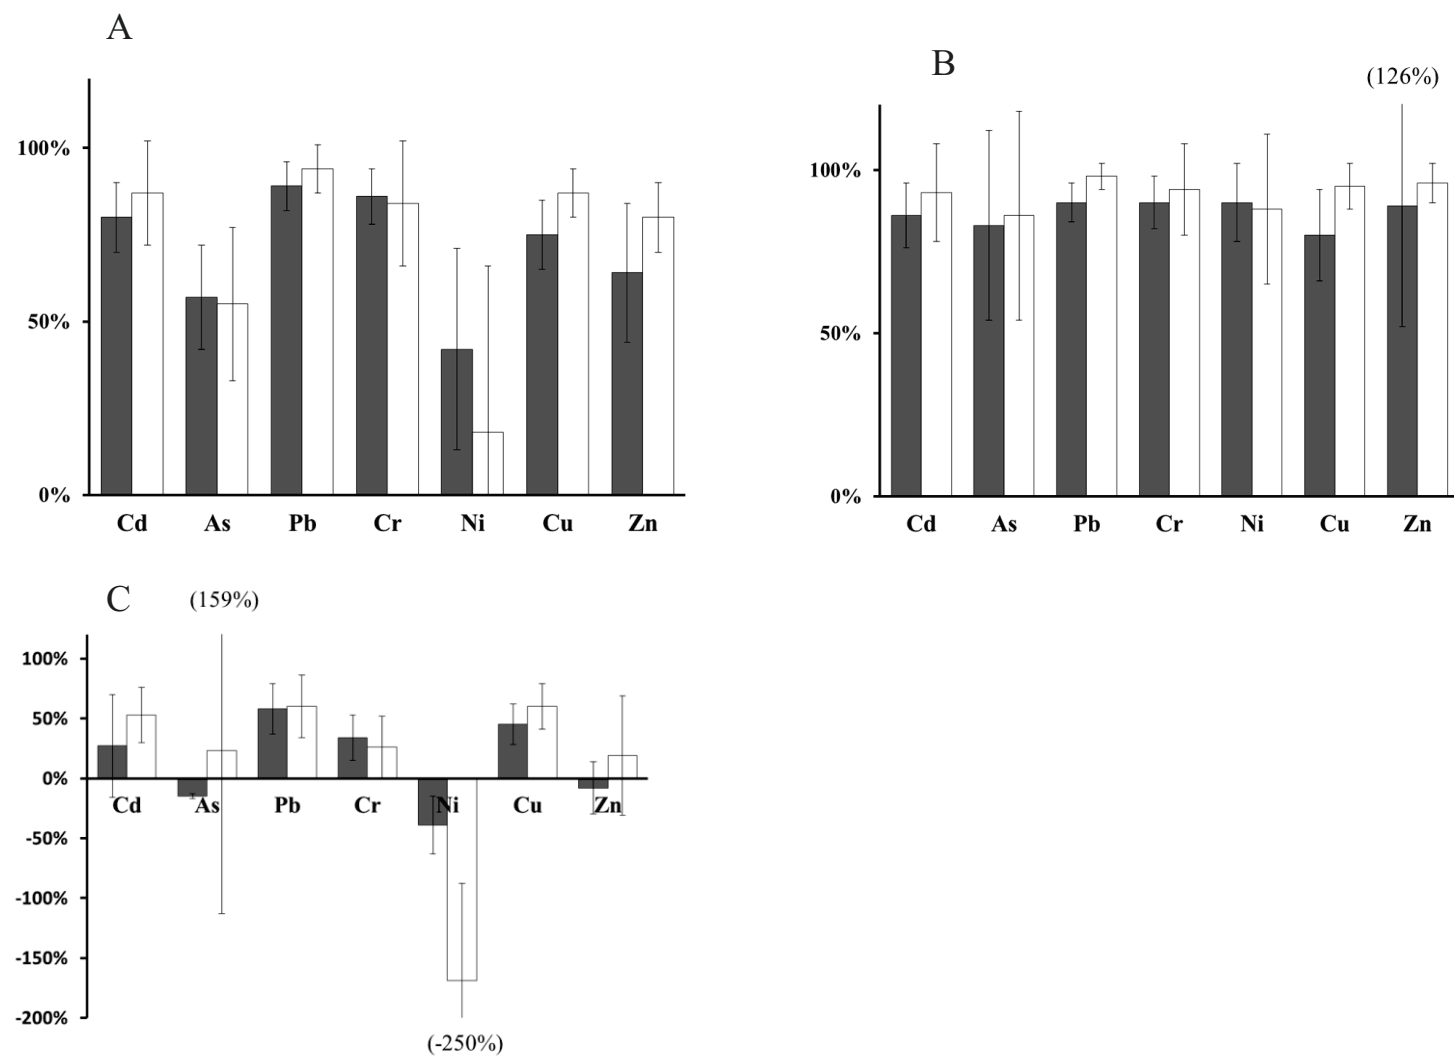 A
100%
50%
0%
Cd As Pb Cr Ni Cu Zn
B
(126%)
100%
50%
0%
Cd As Pb Cr Ni Cu Zn
C
(159%)
100%
50%
0%
Cd As Pb Cr Ni Cu Zn
-50%
-100%
-150%
-200%
(-250%)